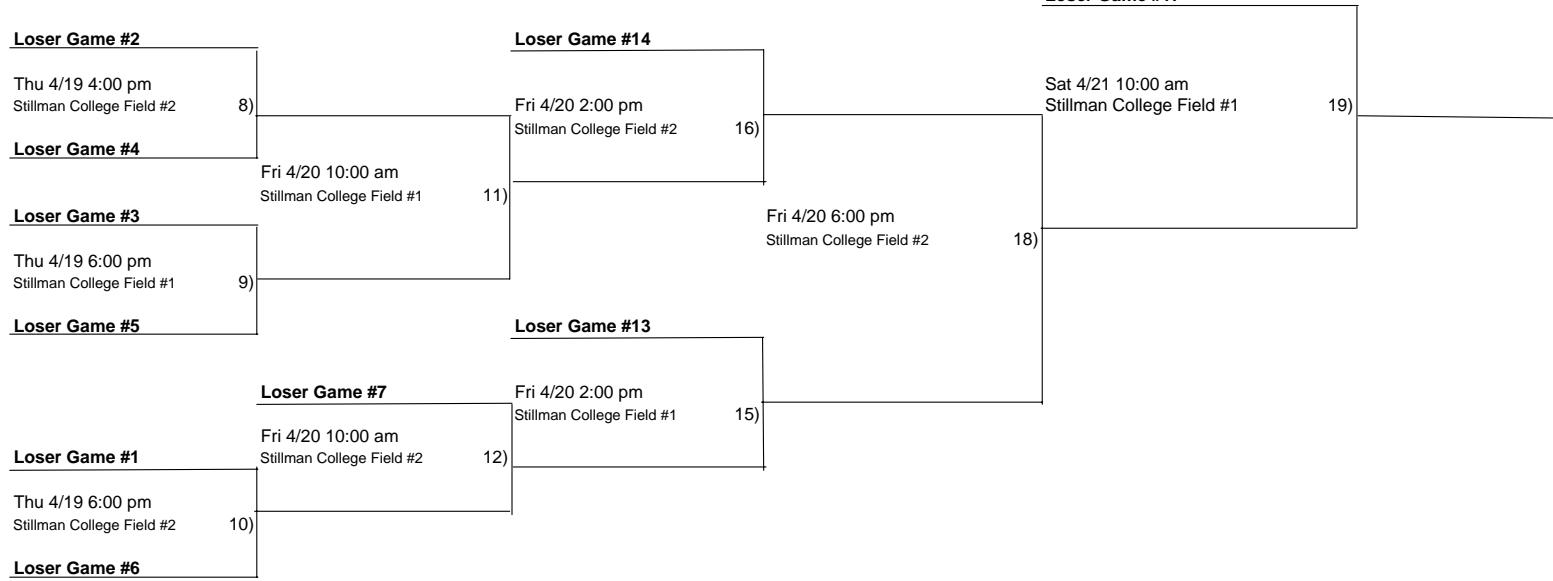 Loser Game #2
Thu 4/19 4:00 pm
Stillman College Field #2 8)
Loser Game #4
Loser Game #3
Thu 4/19 6:00 pm
Stillman College Field #1 9)
Loser Game #5
Loser Game #1
Thu 4/19 6:00 pm
Stillman College Field #2 10)
Loser Game #6
Fri 4/20 10:00 am
Stillman College Field #1 11)
Loser Game #7
Fri 4/20 10:00 am
Stillman College Field #2 12)
Loser Game #14
Fri 4/20 2:00 pm
Stillman College Field #2 16)
Loser Game #13
Fri 4/20 2:00 pm
Stillman College Field #1 15)
Fri 4/20 6:00 pm
Stillman College Field #2 18)
Loser Game
Sat 4/21 10:00 am
Stillman College Field #1 19)